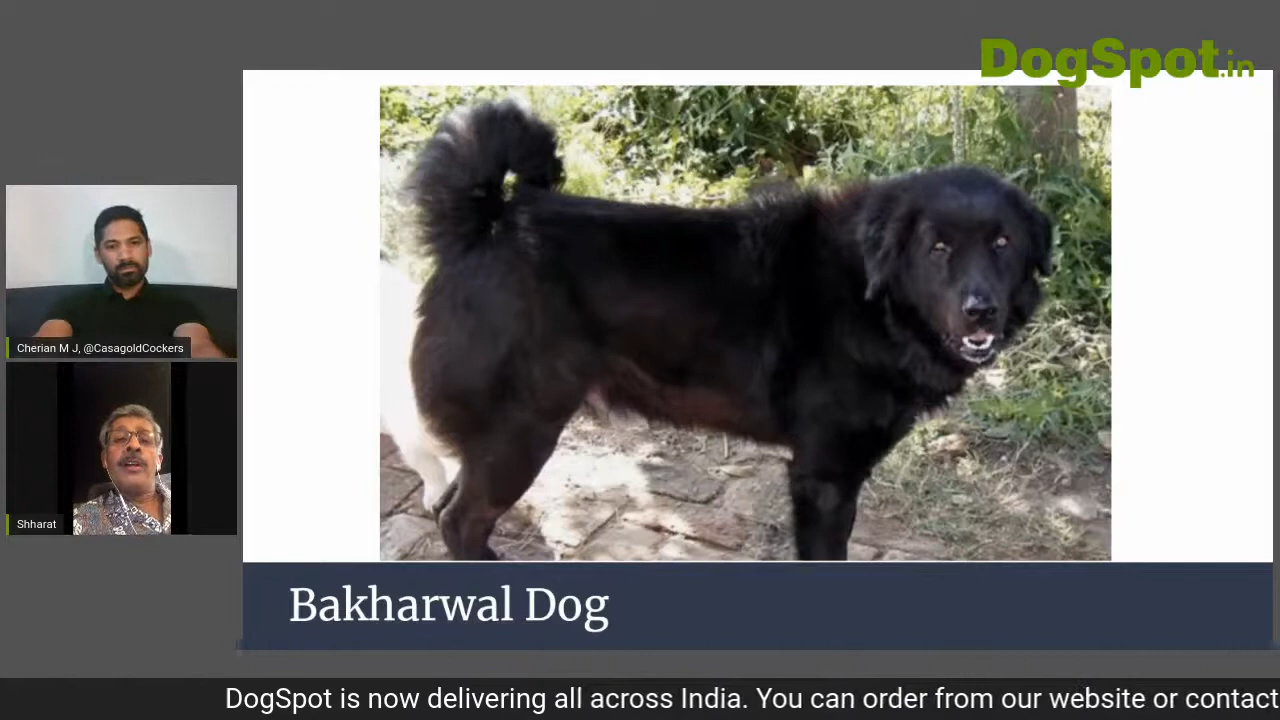 DogSpot.in
Cherian M J, @CasagoldCockers
Shharat
Bakharwal Dog
DogSpot is now delivering all across India. You can order from our website or contact